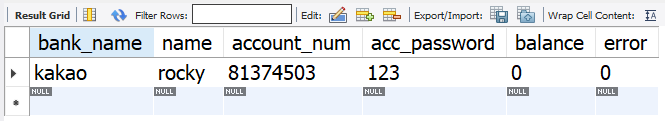 Result Grid Filter Rows: Edit: Export/Import: Wrap Cell Content:
bank_name name account_num acc_password balance error
kakao rocky 81374503 123 0 0
NULL NULL NULL NULL NULL NULL